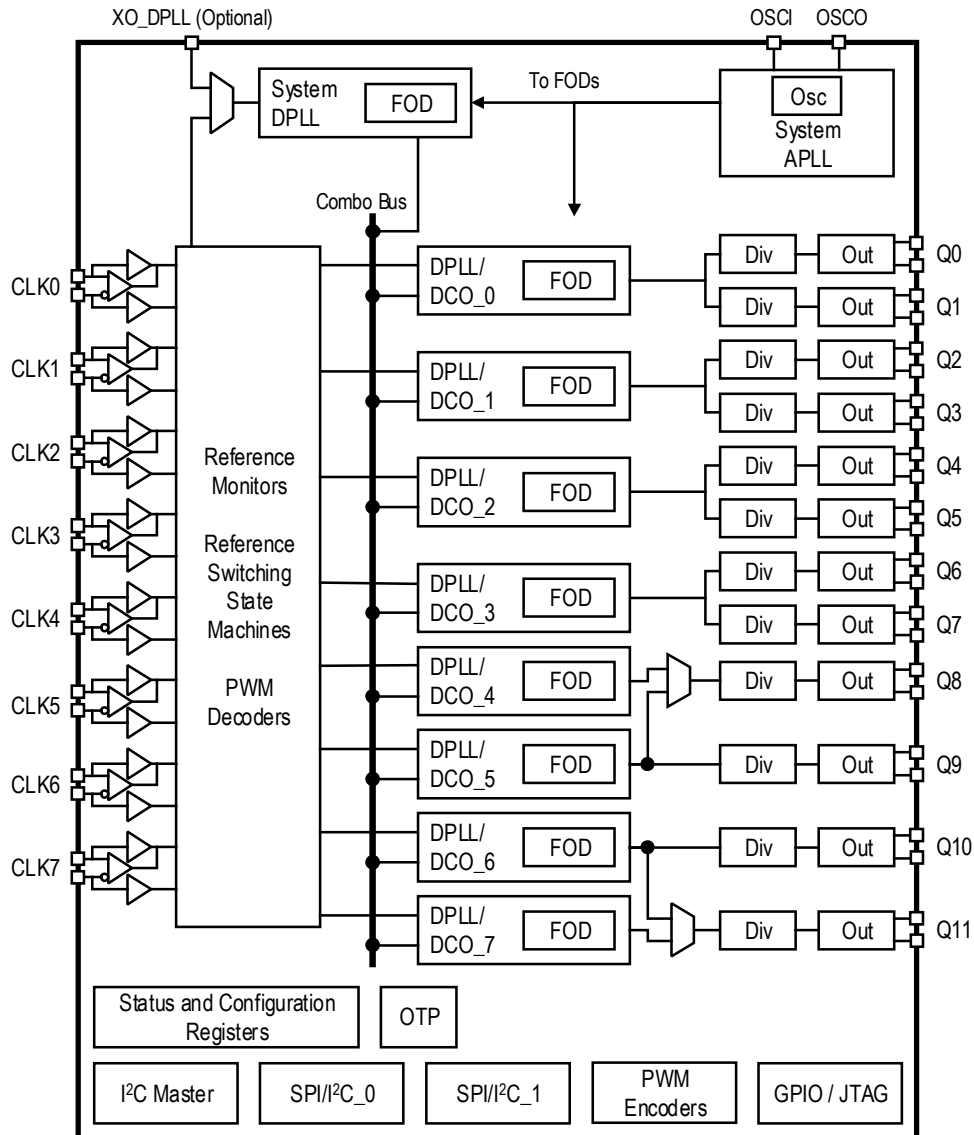 XO_DPLL (Optional)
OSCI
OSCO
System
DPLL
FOD
To FODs
Osc
System
APLL
Combo Bus
CLK0
CLK1
CLK2
CLK3
CLK4
CLK5
CLK6
CLK7
Reference
Monitors
Reference
Switching
State
Machines
PWM
Decoders
DPLL/
DCO_0
FOD
DPLL/
DCO_1
FOD
DPLL/
DCO_2
FOD
DPLL/
DCO_3
FOD
DPLL/
DCO_4
FOD
DPLL/
DCO_5
FOD
DPLL/
DCO_6
FOD
DPLL/
DCO_7
FOD
Div
Out
Q0
Div
Out
Q1
Div
Out
Q2
Div
Out
Q3
Div
Out
Q4
Div
Out
Q5
Div
Out
Q6
Div
Out
Q7
Div
Out
Q8
Div
Out
Q9
Div
Out
Q10
Div
Out
Q11
Status and Configuration
Registers
OTP
I²C Master
SPI/I²C_0
SPI/I²C_1
PWM
Encoders
GPIO / JTAG